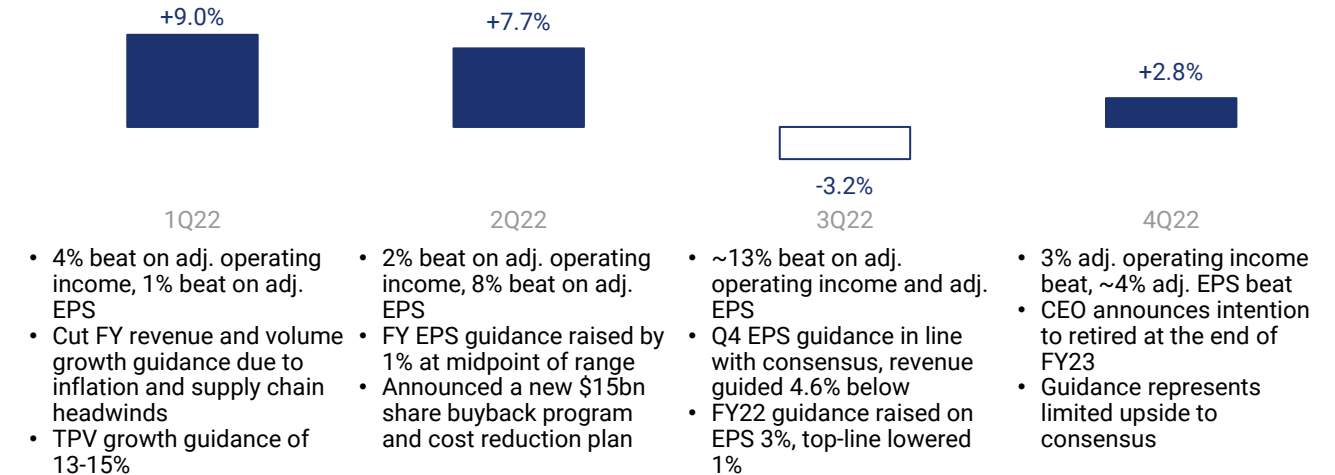 +9.0%
+7.7%
-3.2%
+2.8%
1Q22
2Q22
3Q22
4Q22
• 4% beat on adj. operating
income, 1% beat on adj.
EPS
• Cut FY revenue and volume
growth guidance due to
inflation and supply chain
headwinds
• TPV growth guidance of
13-15%
• 2% beat on adj. operating
income, 8% beat on adj.
EPS
• FY EPS guidance raised by
1% at midpoint of range
• Announced a new $15bn
share buyback program
and cost reduction plan
• ~13% beat on adj.
operating income and adj.
EPS
• Q4 EPS guidance in line
with consensus, revenue
guided 4.6% below
• FY22 guidance raised on
EPS 3%, top-line lowered
1%
• 3% adj. operating income
beat, ~4% adj. EPS beat
• CEO announces intention
to retired at the end of
FY23
• Guidance represents
limited upside to
consensus